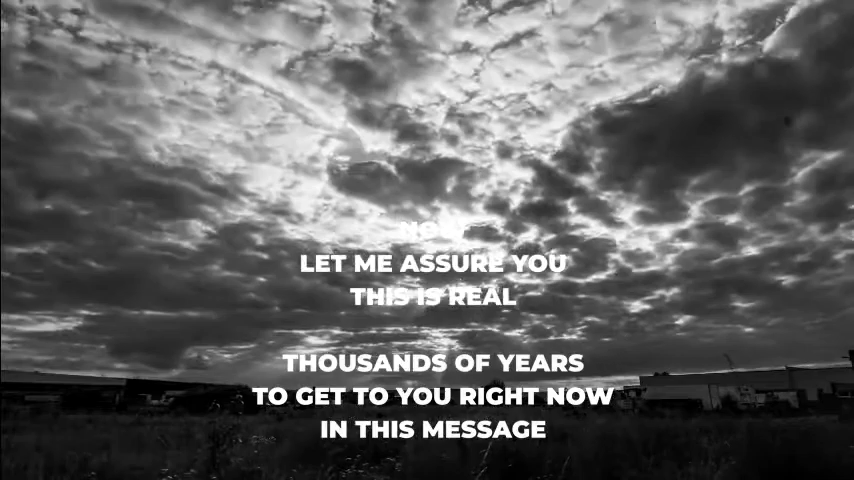 LET ME ASSURE YOU
THIS IS REAL
THOUSANDS OF YEARS
TO GET TO YOU RIGHT NOW
IN THIS MESSAGE